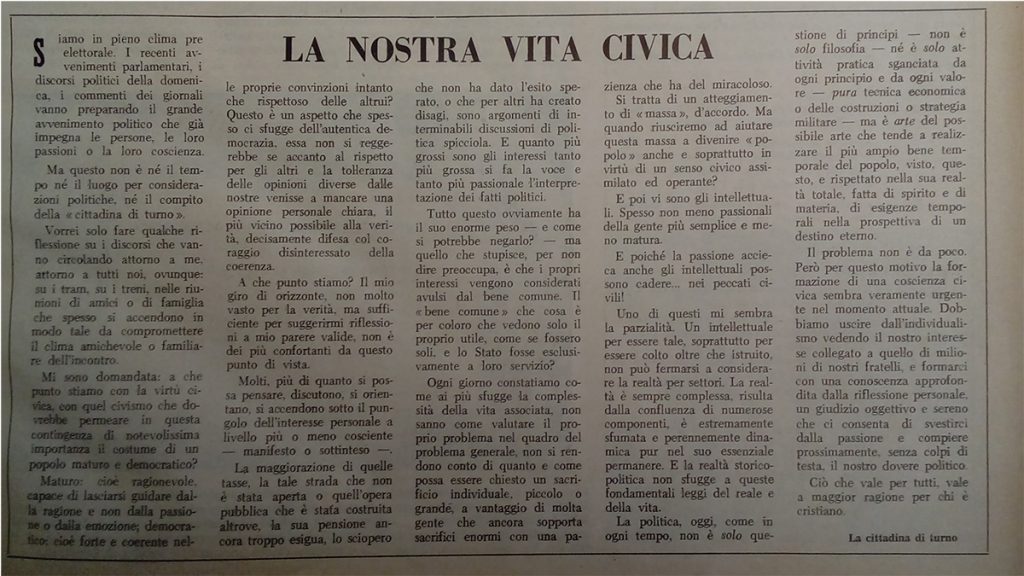 LA NOSTRA VITA CIVICA
Siamo in pieno clima pre
elettorale. I recenti av-
venimenti parlamentari, i
discorsi politici della domeni-
ca, i commenti dei giornali
vanno preparando il grande
avvenimento politico che già
impegna le persone, le loro
passioni o la loro coscienza.
Ma questo non è né il tem-
po né il luogo per considera-
zioni politiche, né il compito
della « cittadina di turno ».
Vorrei solo fare qualche ri-
flessione su i discorsi che van-
no circolando attorno a me,
attorno a tutti noi, ovunque:
su i tram, su i treni, nelle riu-
nioni di amici o di famiglia
che spesso si accendono in
modo tale da compromettere
il clima amichevole o familia-
re dell'incontro.
Mi sono domandata: a che
punto stiamo con la virtù ci-
vica, con quel civismo che do-
vrebbe permeare in questa
contingenza di notevolissima
importanza il costume di un
popolo maturo e democratico?
Maturo: cioè ragionevole,
capace di lasciarsi guidare dal-
la ragione e non dalla passio-
ne o dalla emozione; democra-
tico: cioè forte e coerente nel-
le proprie convinzioni intanto
che rispettoso delle altrui?
Questo è un aspetto che spes-
so ci sfugge dell'autentica de-
mocrazia, essa non si regge-
rebbe se accanto al rispetto
per gli altri e la tolleranza
delle opinioni diverse dalle
nostre venisse a mancare una
opinione personale chiara, il
più vicino possibile alla veri-
tà, decisamente difesa col co-
raggio disinteressato della
coerenza.
A che punto stiamo? Il mio
giro di orizzonte, non molto
vasto per la verità, ma suffi-
ciente per suggerirmi riflessio-
ni a mio parere valide, non è
dei più confortanti da questo
punto di vista.
Molti, più di quanto si pos-
sa pensare, discutono, si orien-
tano, si accendono sotto il pun-
golo dell'interesse personale a
livello più o meno cosciente
— manifesto o sottinteso —.
La maggiorazione di quelle
tasse, la tale strada che non
è stata aperta o quell'opera
pubblica che è stafa costruita
altrove, la sua pensione an-
cora troppo esigua, lo sciopero
che non ha dato l'esito spe-
rato, o che per altri ha creato
disagi, sono argomenti di in-
terminabili discussioni di poli-
tica spicciola. E quanto più
grossi sono gli interessi tanto
più grossa si fa la voce e
tanto più passionale l'interpre-
tazione dei fatti politici.
Tutto questo ovviamente ha
il suo enorme peso — e come
si potrebbe negarlo? — ma
quello che stupisce, per non
dire preoccupa, è che i propri
interessi vengono considerati
avulsi dal bene comune. Il
«bene comune» che cosa è
per coloro che vedono solo il
proprio utile, come se fossero
soli, e lo Stato fosse esclusi-
vamente a loro servizio?
Ogni giorno constatiamo co-
me ai più sfugge la comples-
sità della vita associata, non
sanno come valutare il pro-
prio problema nel quadro del
problema generale, non si ren-
dono conto di quanto e come
possa essere chiesto un sacri-
ficio individuale, piccolo o
grande, a vantaggio di molta
gente che ancora sopporta
sacrifici enormi con una pa-
zienza che ha del miracoloso.
Si tratta di un atteggiamen-
to di «massa», d'accordo. Ma
quando riusciremo ad aiutare
questa massa a divenire «po-
polo» anche e soprattutto in
virtù di un senso civico assi-
milato ed operante?
E poi vi sono gli intellettua-
li. Spesso non meno passionali
della gente più semplice e me-
no matura.
E poiché la passione accie-
ca anche gli intellettuali pos-
sono cadere... nei peccati ci-
vili!
Uno di questi mi sembra
la parzialità. Un intellettuale
per essere tale, soprattutto per
essere colto oltre che istruito,
non può fermarsi a considera-
re la realtà per settori. La real-
tà è sempre complessa, risulta
dalla confluenza di numerose
componenti, è estremamente
sfumata e perennemente dina-
mica pur nel suo essenziale
permanere. E la realtà storico-
politica non sfugge a queste
fondamentali leggi del reale e
della vita.
La politica, oggi, come in
ogni tempo, non è solo que-
stione di principi — non è
solo filosofia — né è solo at-
tività pratica sganciata da
ogni principio e da ogni valo-
re — pura tecnica economica
o delle costruzioni o strategia
militare — ma è arte del pos-
sibile arte che tende a realiz-
zare il più ampio bene tem-
porale del popolo, visto, que-
sto, e rispettato nella sua real-
tà totale, fatta di spirito e di
materia, di esigenze tempo-
rali nella prospettiva di un
destino eterno.
Il problema non è da poco.
Però per questo motivo la for-
mazione di una coscienza ci-
vica sembra veramente urgen-
te nel momento attuale. Dob-
biamo uscire dall'individuali-
smo vedendo il nostro interes-
se collegato a quello di milio-
ni di nostri fratelli, e formarci
con una conoscenza approfon-
dita dalla riflessione personale,
un giudizio oggettivo e sereno
che ci consenta di svestirci
dalla passione e compiere
prossimamente, senza colpi di
testa, il nostro dovere politico.
Ciò che vale per tutti, vale
a maggior ragione per chi è
cristiano.
La cittadina di turno